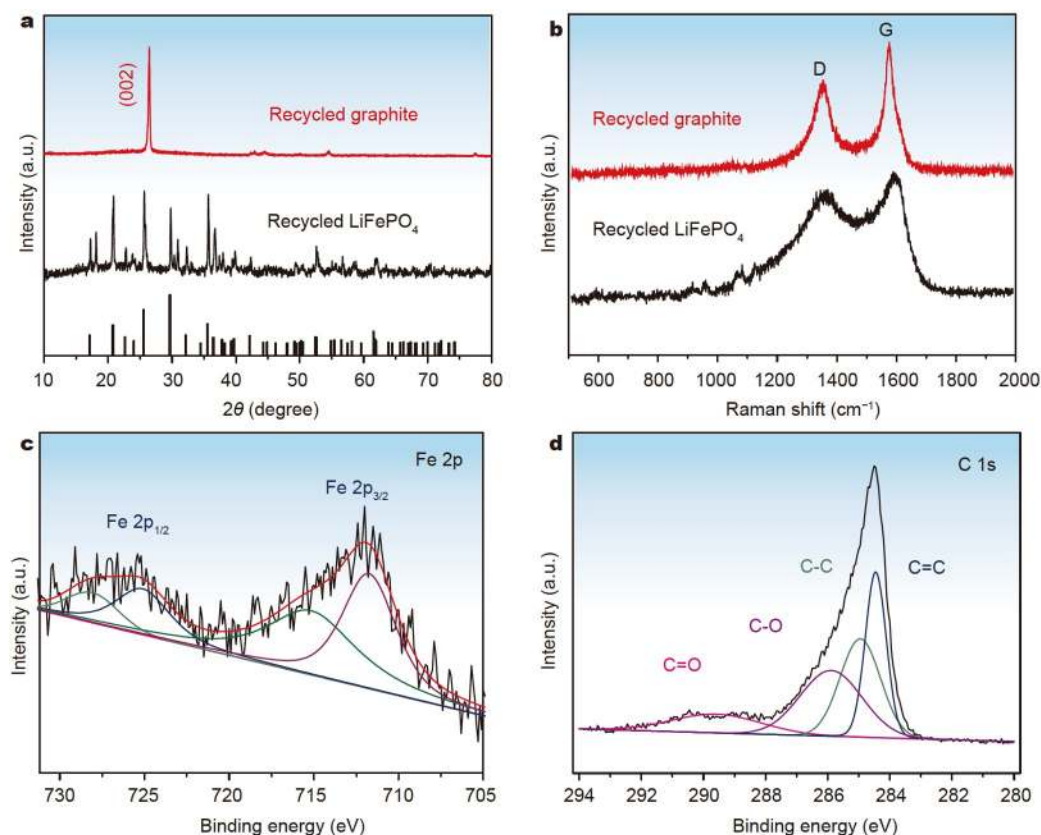 a
(002)
Recycled graphite
Recycled LiFePO₄
Intensity (a.u.)
10 20 30 40 50 60 70 80
2θ (degree)
b
D
G
Recycled graphite
Recycled LiFePO₄
Intensity (a.u.)
600 800 1000 1200 1400 1600 1800 2000
Raman shift (cm⁻¹)
c
Fe 2p
Fe 2p₃/₂
Fe 2p₁/₂
Intensity (a.u.)
730 725 720 715 710 705
Binding energy (eV)
d
C 1s
C-C
C=C
C-O
C=O
Intensity (a.u.)
294 292 290 288 286 284 282 280
Binding energy (eV)